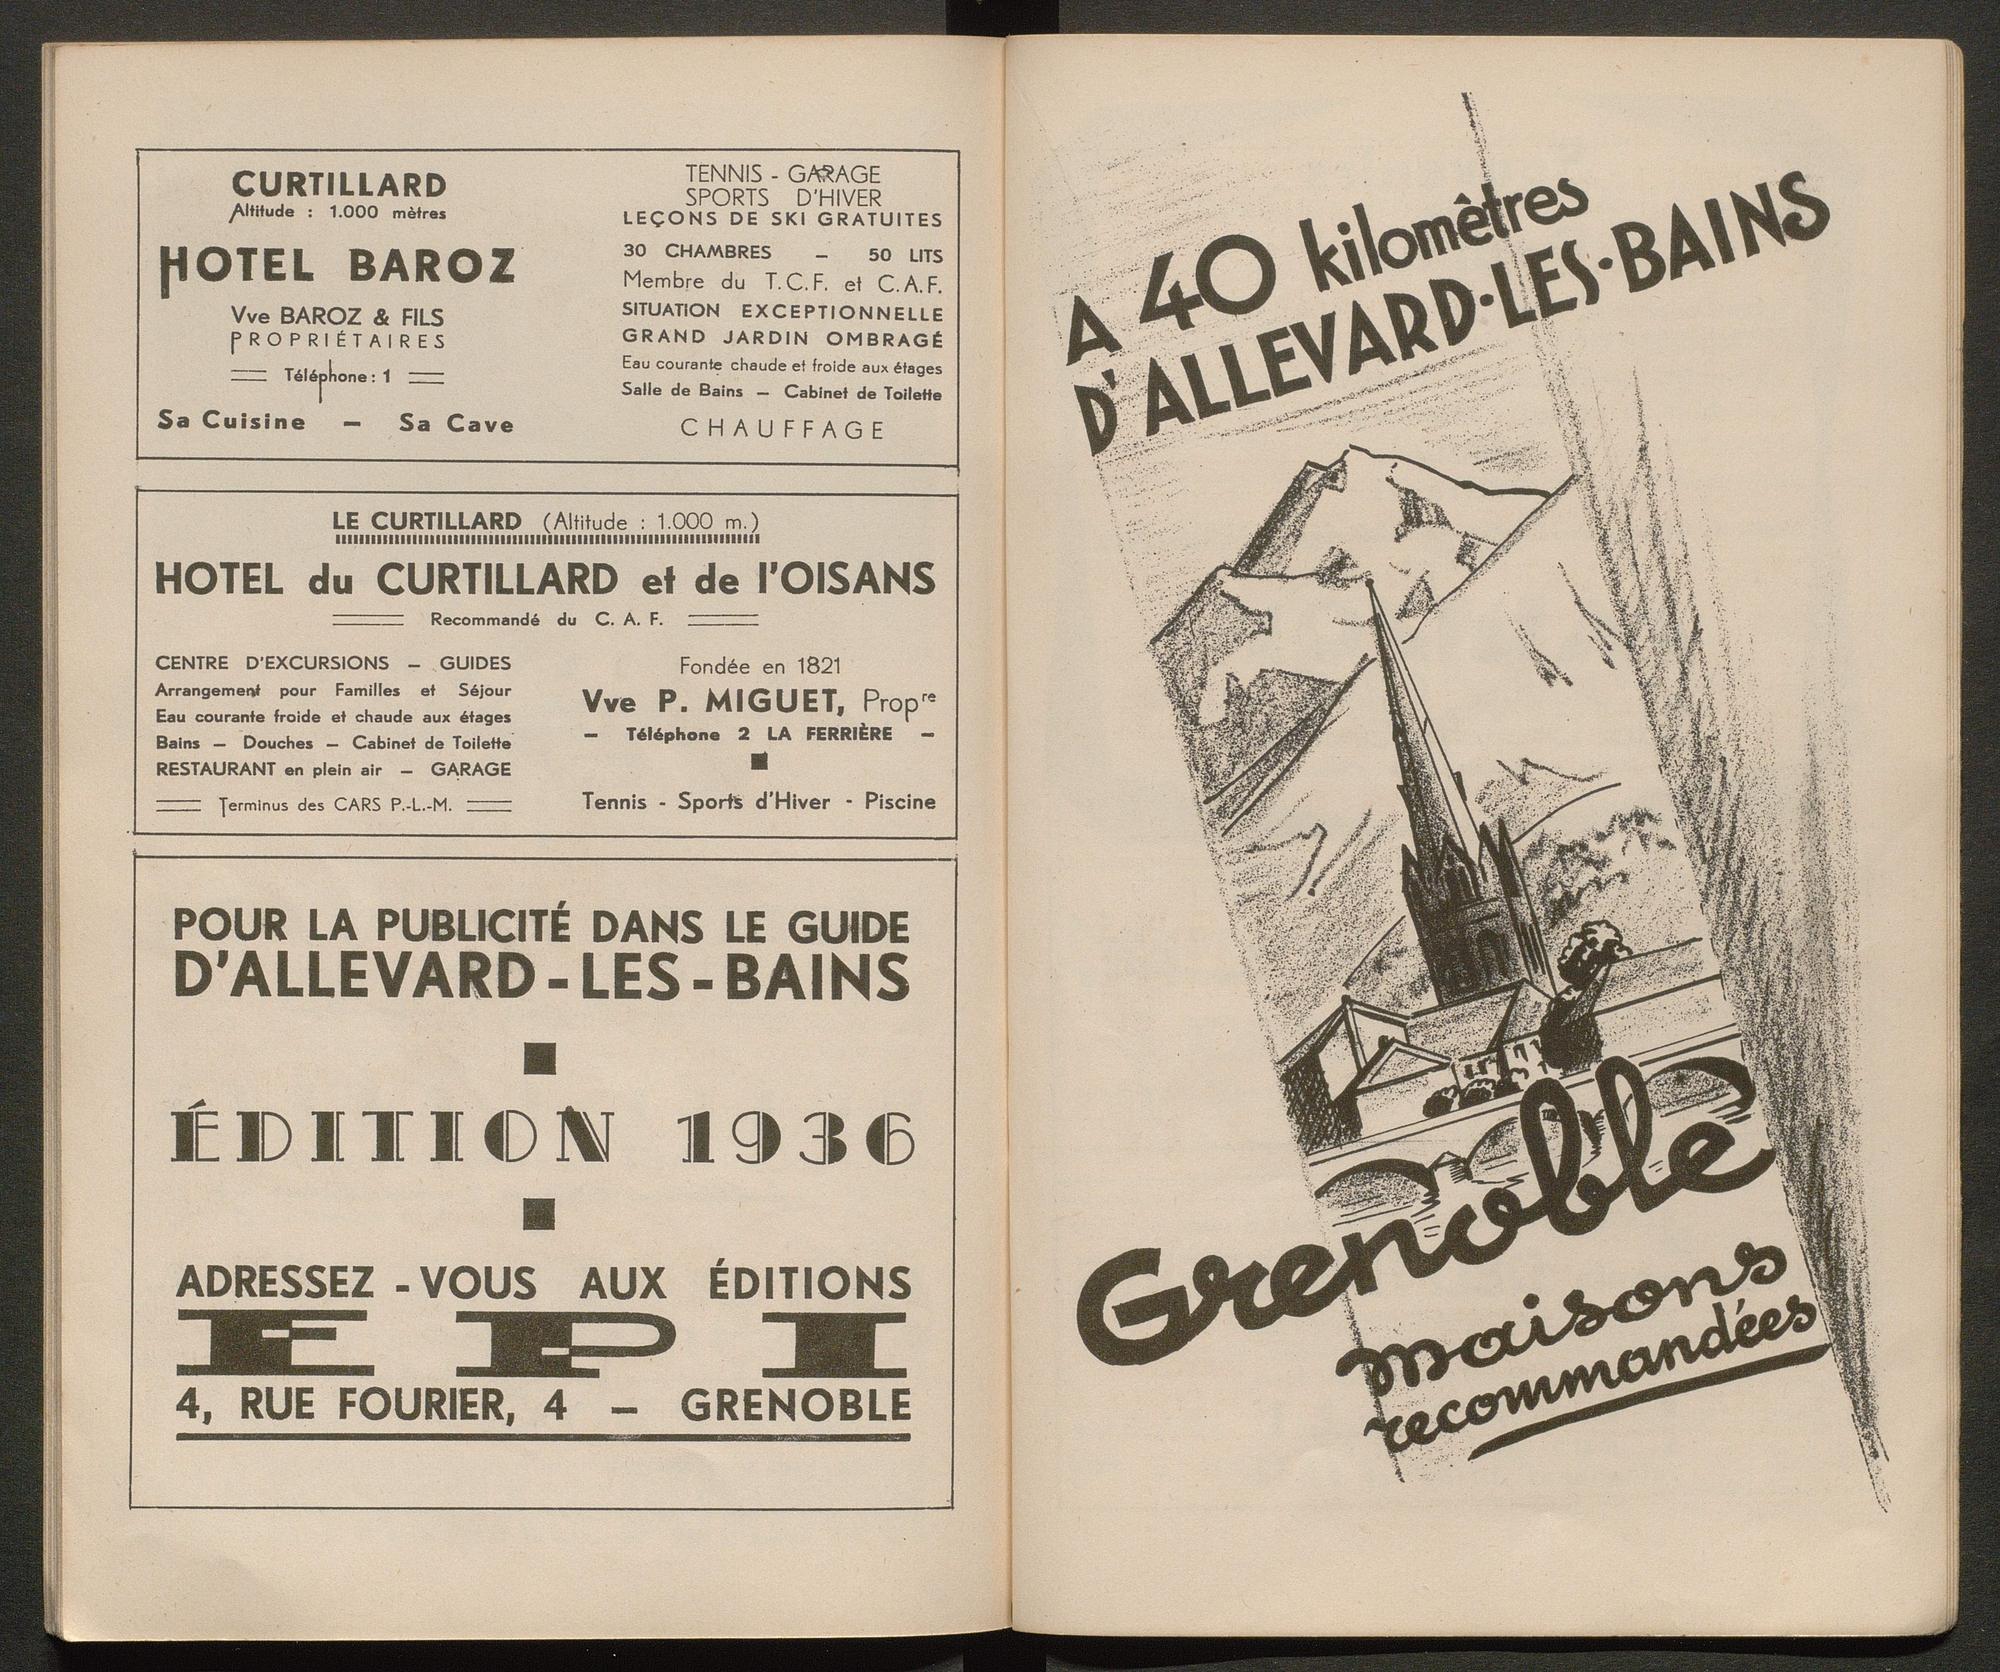 CURTILLARD
Altitude : 1.000 mètres
HOTEL BAROZ
Vve BAROZ & FILS
PROPRIÉTAIRES
Téléphone : 1
Sa Cuisine — Sa Cave
TENNIS - GARAGE
SPORTS D'HIVER
LEÇONS DE SKI GRATUITES
30 CHAMBRES — 50 LITS
Membre du T.C.F. et C.A.F.
SITUATION EXCEPTIONNELLE
GRAND JARDIN OMBRAGÉ
Eau courante chaude et froide aux étages
Salle de Bains — Cabinet de Toilette
CHAUFFAGE
LE CURTILLARD (Altitude : 1.000 m.)
HOTEL du CURTILLARD et de l'OISANS
Recommandé du C. A. F.
CENTRE D'EXCURSIONS — GUIDES
Arrangement pour Familles et Séjour
Eau courante froide et chaude aux étages
Bains — Douches — Cabinet de Toilette
RESTAURANT en plein air — GARAGE
Terminus des CARS P.-L.-M.
Fondée en 1821
Vve P. MIGUET, Propre
— Téléphone 2 LA FERRIÈRE —
Tennis - Sports d'Hiver - Piscine
POUR LA PUBLICITÉ DANS LE GUIDE
D'ALLEVARD-LES-BAINS
ÉDITION 1936
ADRESSEZ-VOUS AUX ÉDITIONS
EPI
4, RUE FOURIER, 4 — GRENOBLE
A 40 kilomètres
D'ALLEVARD-LES-BAINS
Grenoble
maisons
recommandées